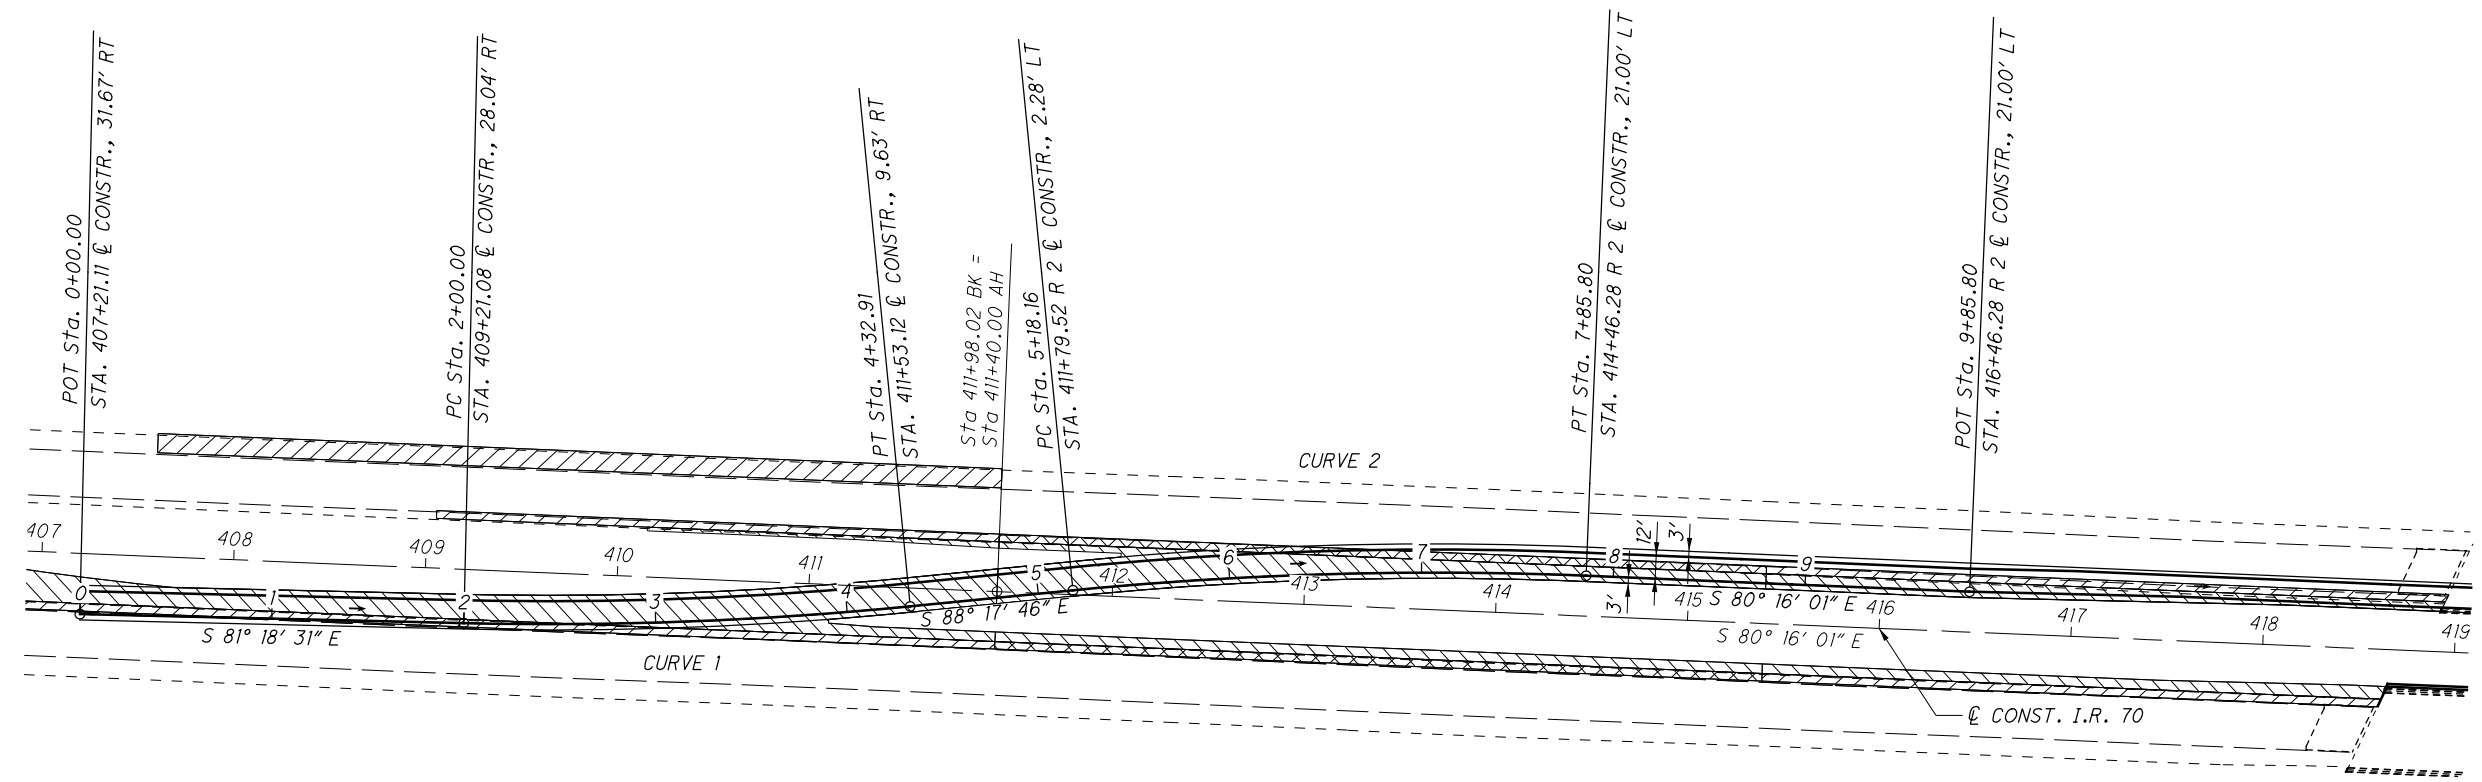 POT Sta. 0+00.00
STA. 407+21.11 ℄ CONSTR., 31.67' RT
PC Sta. 2+00.00
STA. 409+21.08 ℄ CONSTR., 28.04' RT
PT Sta. 4+32.91
STA. 411+53.12 ℄ CONSTR., 9.63' RT
Sta 411+98.02 BK =
Sta 411+40.00 AH
PC Sta. 5+18.16
STA. 411+79.52 R 2 ℄ CONSTR., 2.28' LT
PT Sta. 7+85.80
STA. 414+46.28 R 2 ℄ CONSTR., 21.00' LT
POT Sta. 9+85.80
STA. 416+46.28 R 2 ℄ CONSTR., 21.00' LT
CURVE 2
407
408
409
410
411
412
413
414
415
416
417
418
419
0
1
2
3
4
5
6
7
8
9
12'
3'
3'
S 81° 18' 31" E
S 88° 17' 46" E
S 80° 16' 01" E
S 80° 16' 01" E
CURVE 1
℄ CONST. I.R. 70